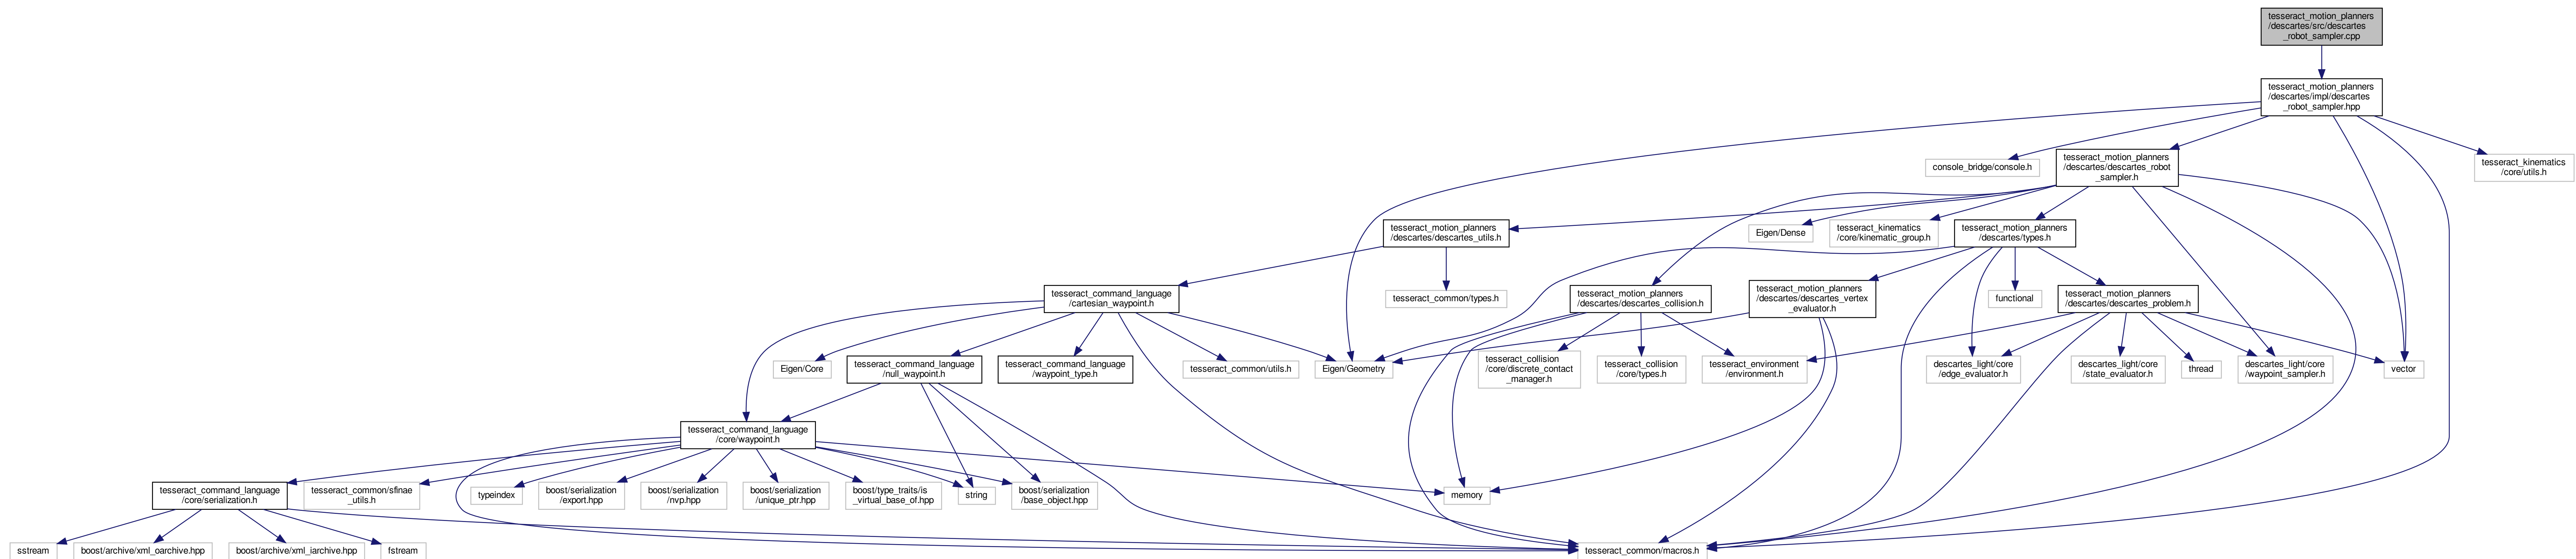 tesseract_motion_planners
/descartes/src/descartes
_robot_sampler.cpp
tesseract_motion_planners
/descartes/impl/descartes
_robot_sampler.hpp
console_bridge/console.h
tesseract_motion_planners
/descartes/descartes_robot
_sampler.h
tesseract_kinematics
/core/utils.h
tesseract_motion_planners
/descartes/descartes_utils.h
Eigen/Dense
tesseract_kinematics
/core/kinematic_group.h
tesseract_motion_planners
/descartes/types.h
tesseract_command_language
/cartesian_waypoint.h
tesseract_common/types.h
tesseract_motion_planners
/descartes/descartes_collision.h
tesseract_motion_planners
/descartes/descartes_vertex
_evaluator.h
functional
tesseract_motion_planners
/descartes/descartes_problem.h
Eigen/Core
tesseract_command_language
/null_waypoint.h
tesseract_command_language
/waypoint_type.h
tesseract_common/utils.h
Eigen/Geometry
tesseract_collision
/core/discrete_contact
_manager.h
tesseract_collision
/core/types.h
tesseract_environment
/environment.h
descartes_light/core
/edge_evaluator.h
descartes_light/core
/state_evaluator.h
thread
descartes_light/core
/waypoint_sampler.h
vector
tesseract_command_language
/core/waypoint.h
tesseract_command_language
/core/serialization.h
tesseract_common/sfinae
_utils.h
typeindex
boost/serialization
/export.hpp
boost/serialization
/nvp.hpp
boost/serialization
/unique_ptr.hpp
boost/type_traits/is
_virtual_base_of.hpp
string
boost/serialization
/base_object.hpp
memory
sstream
boost/archive/xml_oarchive.hpp
boost/archive/xml_iarchive.hpp
fstream
tesseract_common/macros.h